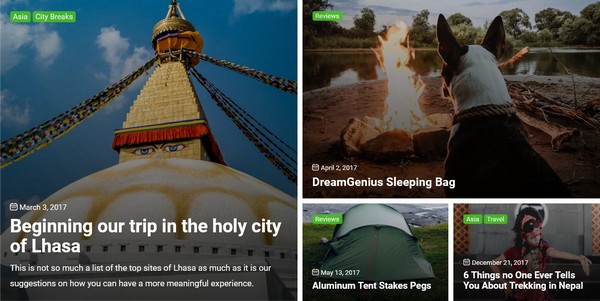 Asia City Breaks
March 3, 2017
Beginning our trip in the holy city
of Lhasa
This is not so much a list of the top sites of Lhasa as much as it is our
suggestions on how you can have a more meaningful experience.
Reviews
April 2, 2017
DreamGenius Sleeping Bag
Reviews
May 13, 2017
Aluminum Tent Stakes Pegs
Asia Travel
December 21, 2017
6 Things no One Ever Tells
You About Trekking in Nepal